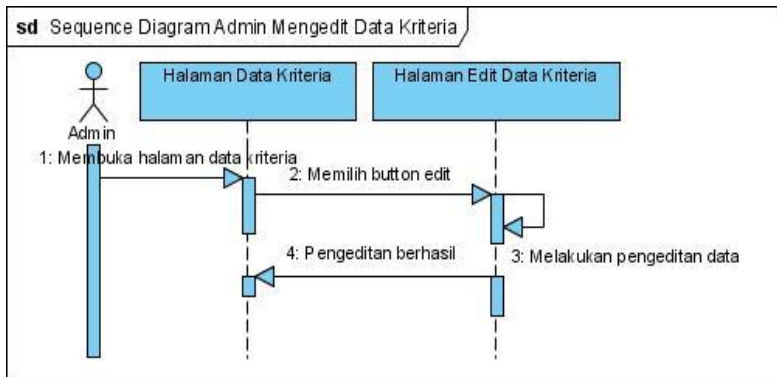 sd Sequence Diagram Admin Mengedit Data Kriteria
Halaman Data Kriteria
Halaman Edit Data Kriteria
Admin
1: Membuka halaman data kriteria
2: Memilih button edit
3: Melakukan pengeditan data
4: Pengeditan berhasil